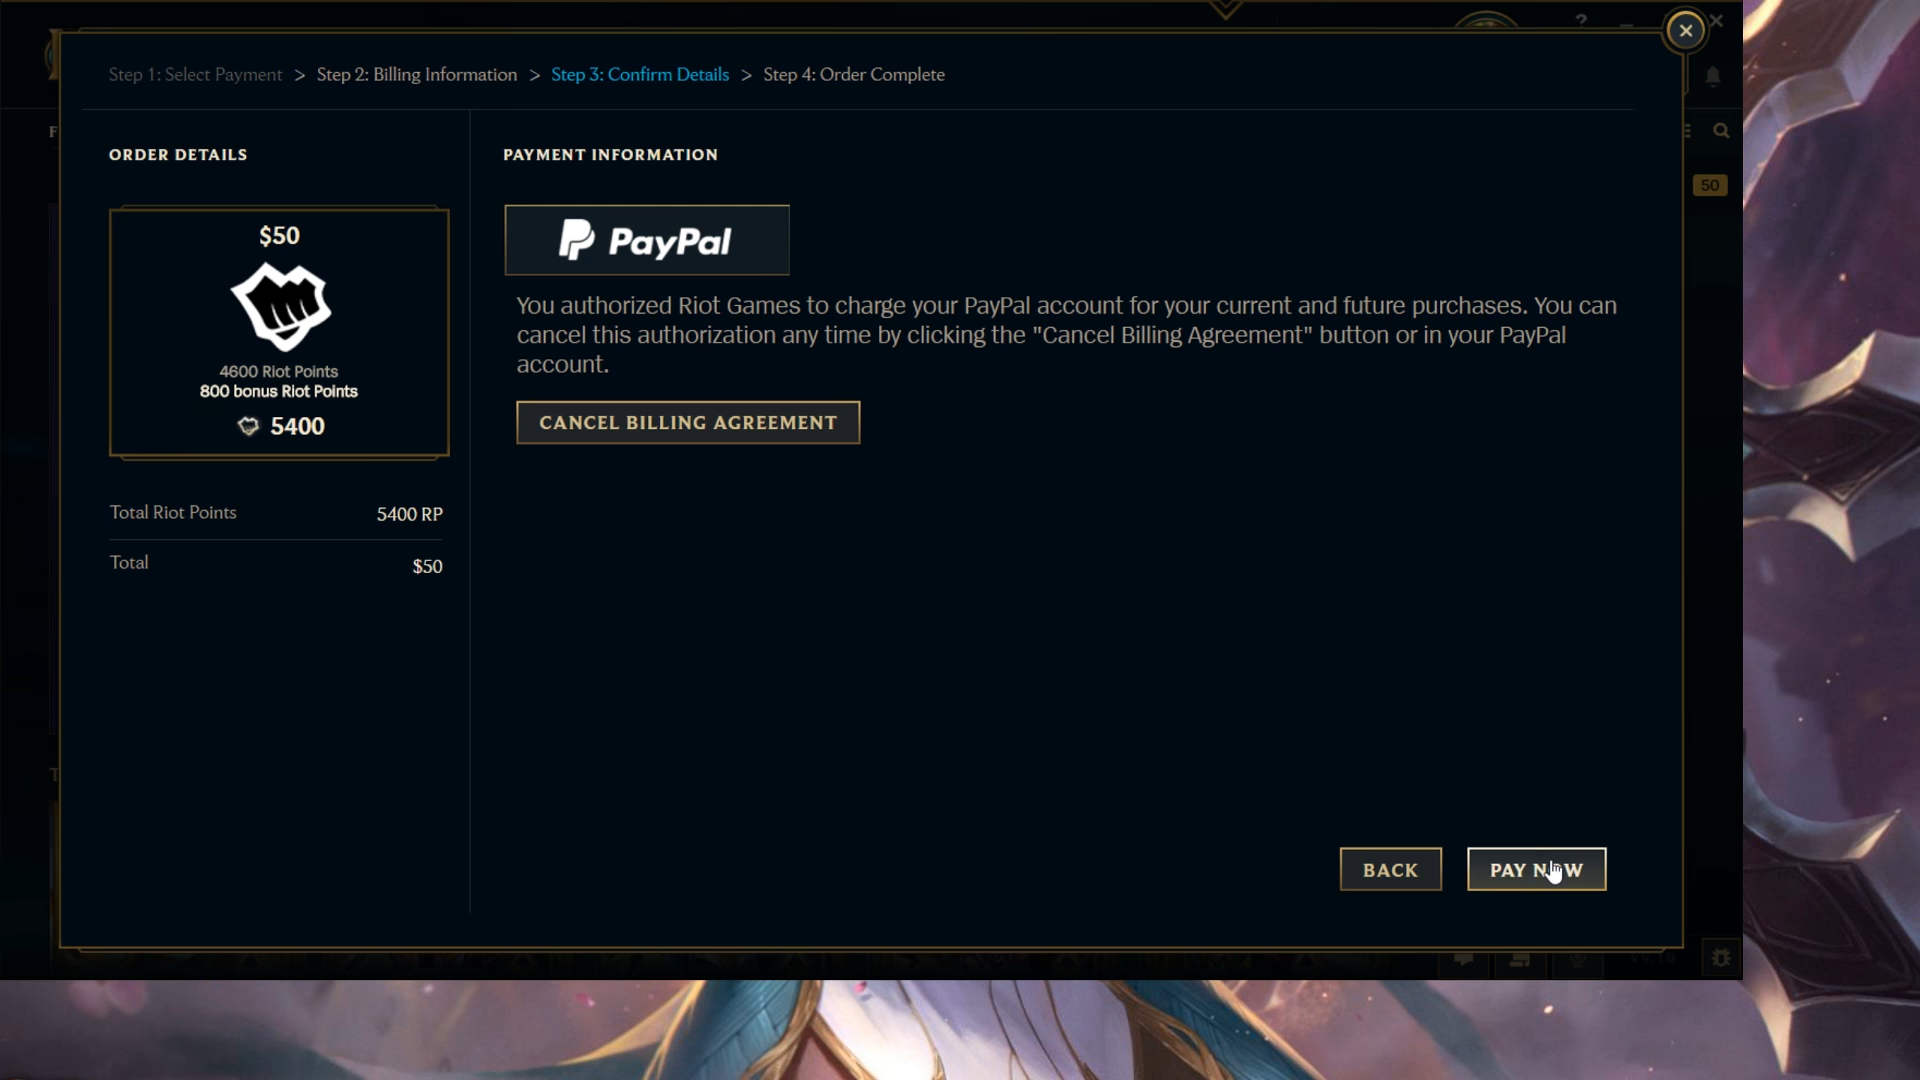 Step 1: Select Payment > Step 2: Billing Information > Step 3: Confirm Details > Step 4: Order Complete
ORDER DETAILS
$50
4600 Riot Points
800 bonus Riot Points
5400
Total Riot Points 5400 RP
Total $50
PAYMENT INFORMATION
PayPal
You authorized Riot Games to charge your PayPal account for your current and future purchases. You can
cancel this authorization any time by clicking the "Cancel Billing Agreement" button or in your PayPal
account.
CANCEL BILLING AGREEMENT
BACK
PAY NOW
?
50